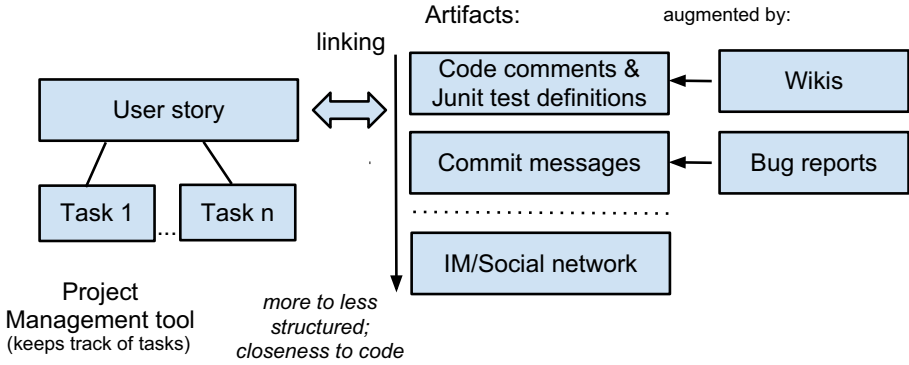 Artifacts:
augmented by:
linking
Code comments &
Junit test definitions
Wikis
User story
Commit messages
Bug reports
Task 1
...
Task n
IM/Social network
Project
Management tool
(keeps track of tasks)
more to less
structured;
closeness to code